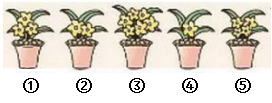 ① ② ③ ④ ⑤